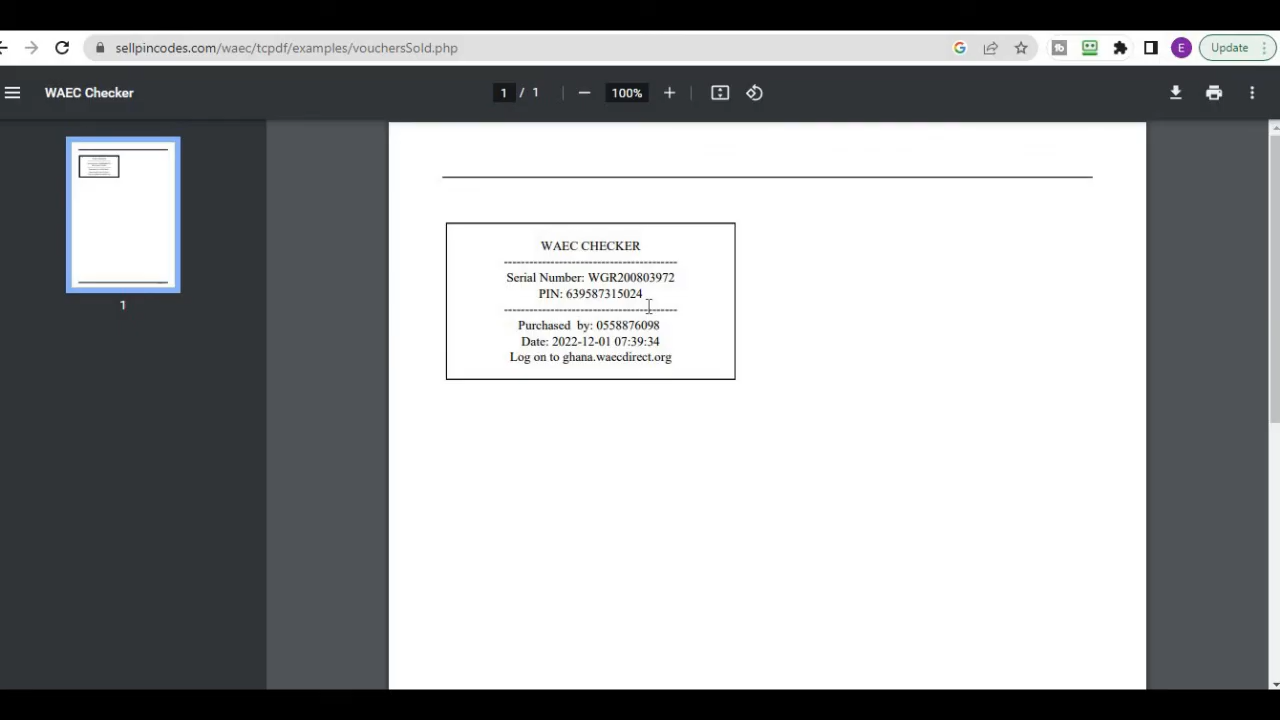 sellpincodes.com/waec/tcpdf/examples/vouchersSold.php
E
Update
WAEC Checker
1 / 1
100%
1
WAEC CHECKER
-----------------------------------------
Serial Number: WGR200803972
PIN: 639587315024
-----------------------------------------
Purchased by: 0558876098
Date: 2022-12-01 07:39:34
Log on to ghana.waecdirect.org